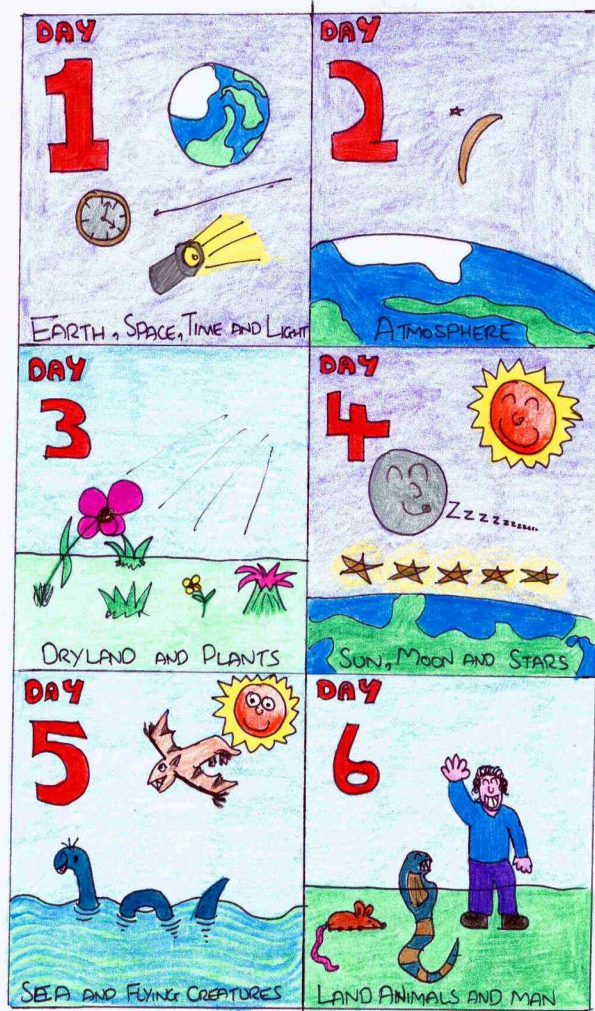 DAY
1
EARTH, SPACE, TIME AND LIGHT
DAY
2
ATMOSPHERE
DAY
3
DRYLAND AND PLANTS
DAY
4
Zzzzzzzzz...
SUN, MOON AND STARS
DAY
5
SEA AND FLYING CREATURES
DAY
6
LAND ANIMALS AND MAN